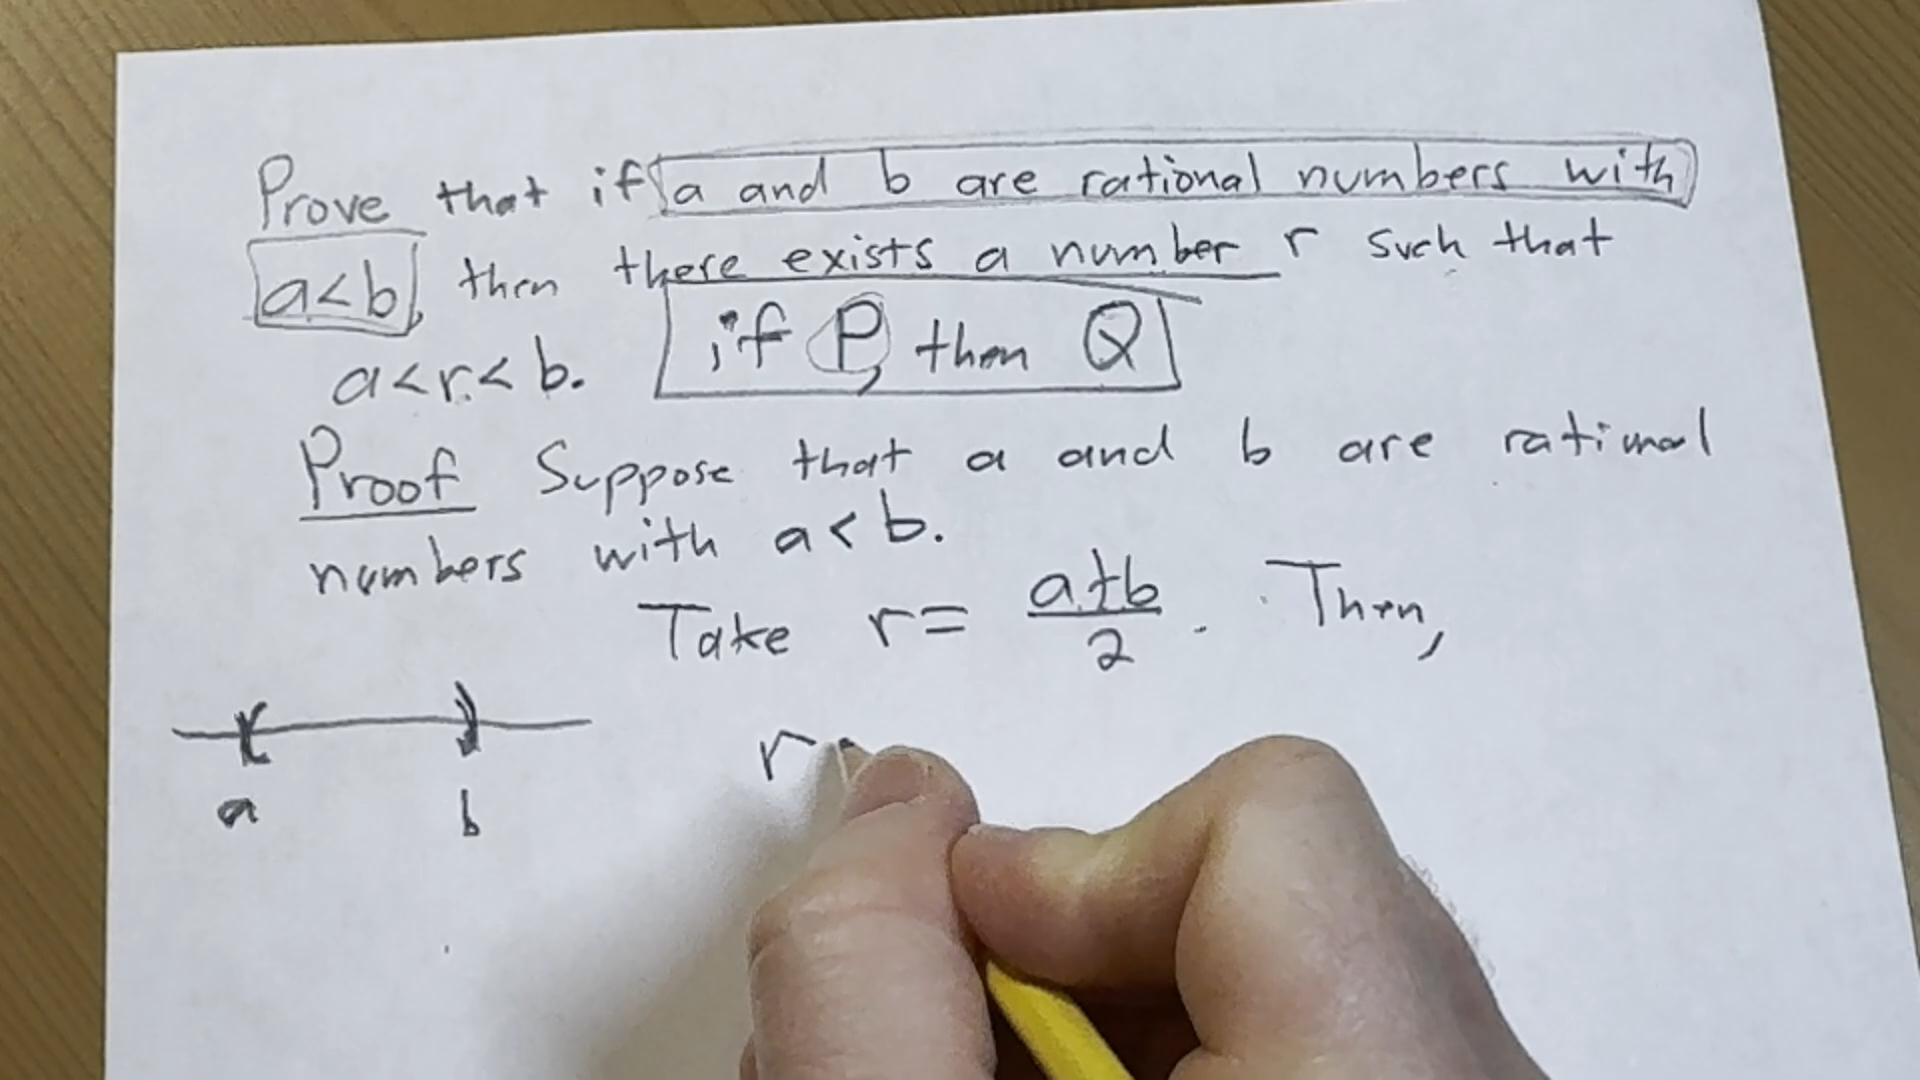 Prove that if a and b are rational numbers with
a<b, then there exists a number r such that
a<r<b.
if P, then Q
Proof Suppose that a and b are rational
numbers with a<b.
Take r= a+b/2. Then,
r
a b